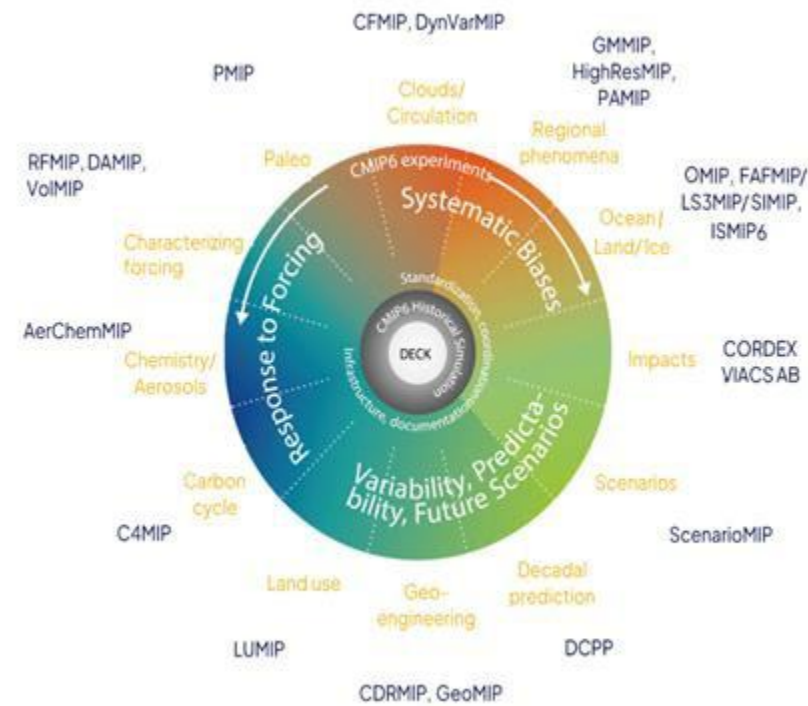 CFMIP, DynVarMIP
GMMIP,
HighResMIP,
PAMIP
PMIP
Clouds/
Circulation
Regional
phenomena
RFMIP, DAMIP,
VolMIP
Paleo
CMIP6 experiments
OMIP, FAFMIP/
LS3MIP/SIMIP,
ISMIP6
Systematic Biases
Ocean/
Land/Ice
Characterizing
forcing
Response to Forcing
Standardization, coordination,
Infrastructure, documentation
CMIP6 Historical Simulation
DECK
AerChemMIP
Chemistry/
Aerosols
Impacts
CORDEX
VIACS AB
Variability, Predicta-
bility, Future Scenarios
Carbon
cycle
Scenarios
C4MIP
ScenarioMIP
Land use
Geo-
engineering
Decadal
prediction
LUMIP
DCPP
CDRMIP, GeoMIP